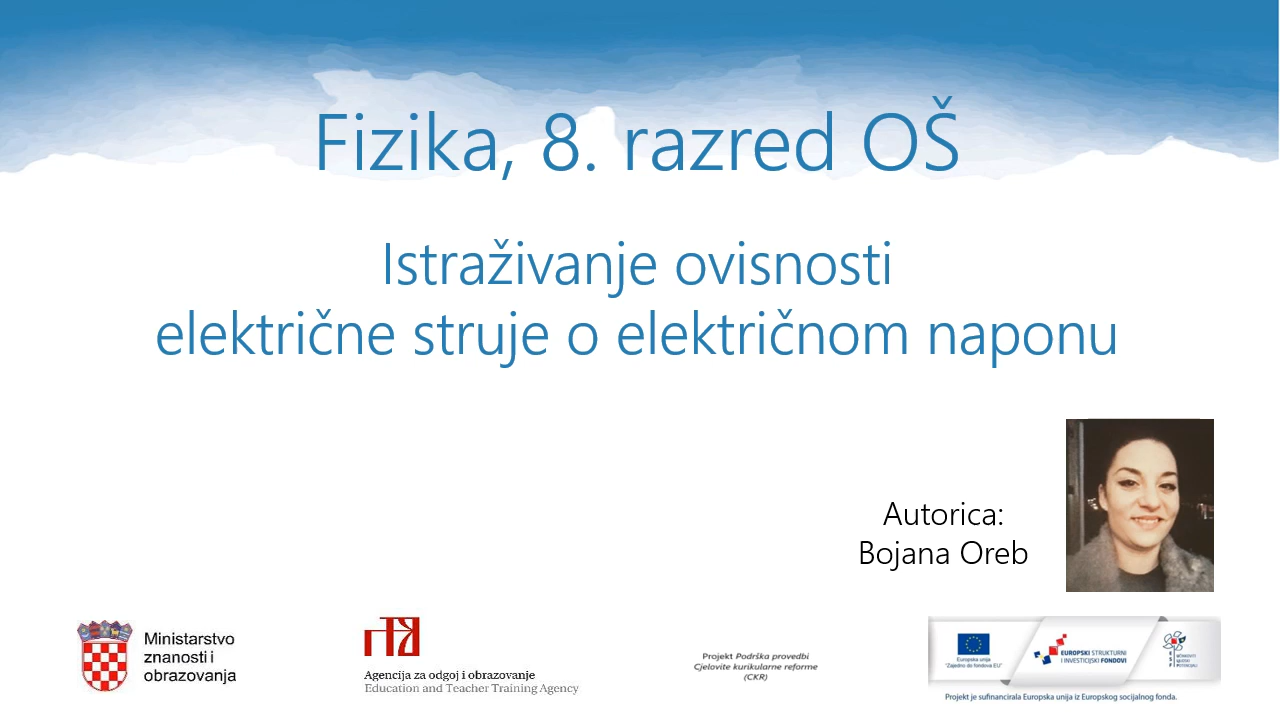 Fizika, 8. razred OŠ
Istraživanje ovisnosti
električne struje o električnom naponu
Autorica:
Bojana Oreb
Ministarstvo
znanosti i
obrazovanja
Agencija za odgoj i obrazovanje
Education and Teacher Training Agency
Projekt Podrška provedbi
Cjelovite kurikularne reforme
(CKR)
Europska unija
"Zajedno do fondova EU"
EUROPSKI STRUKTURNI
I INVESTICIJSKI FONDOVI
Projekt je sufinancirala Europska unija iz Europskog socijalnog fonda.